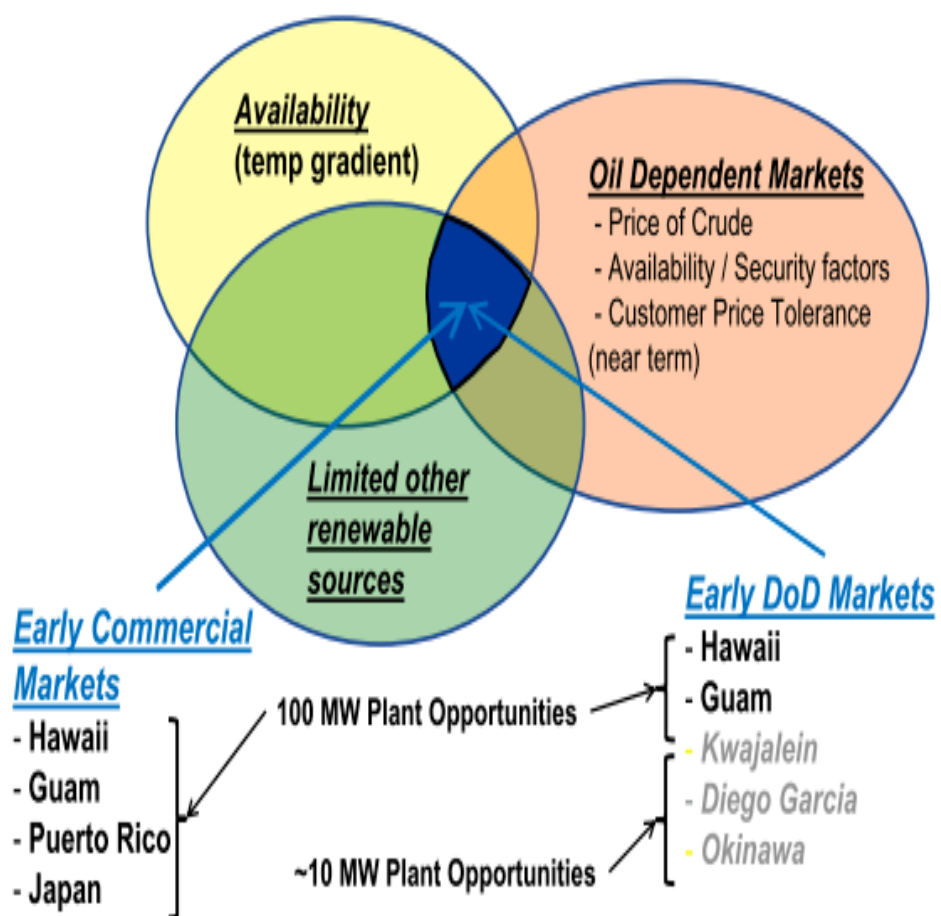 Availability
(temp gradient)
Oil Dependent Markets
- Price of Crude
- Availability / Security factors
- Customer Price Tolerance
(near term)
Limited other
renewable
sources
Early Commercial
Markets
- Hawaii
- Guam
- Puerto Rico
- Japan
100 MW Plant Opportunities
~10 MW Plant Opportunities
Early DoD Markets
- Hawaii
- Guam
- Kwajalein
- Diego Garcia
- Okinawa